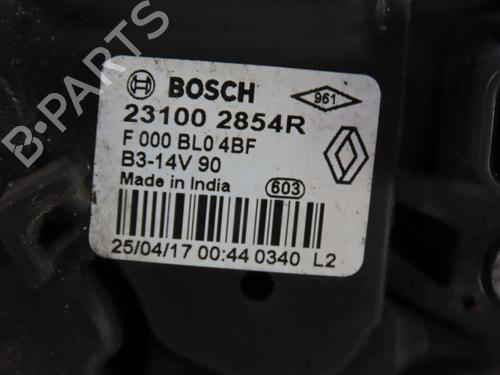 B-PARTS
BOSCH
961
23100 2854R
F 000 BL0 4BF
B3-14V 90
Made in India
603
25/04/17 00:44 0340 L2